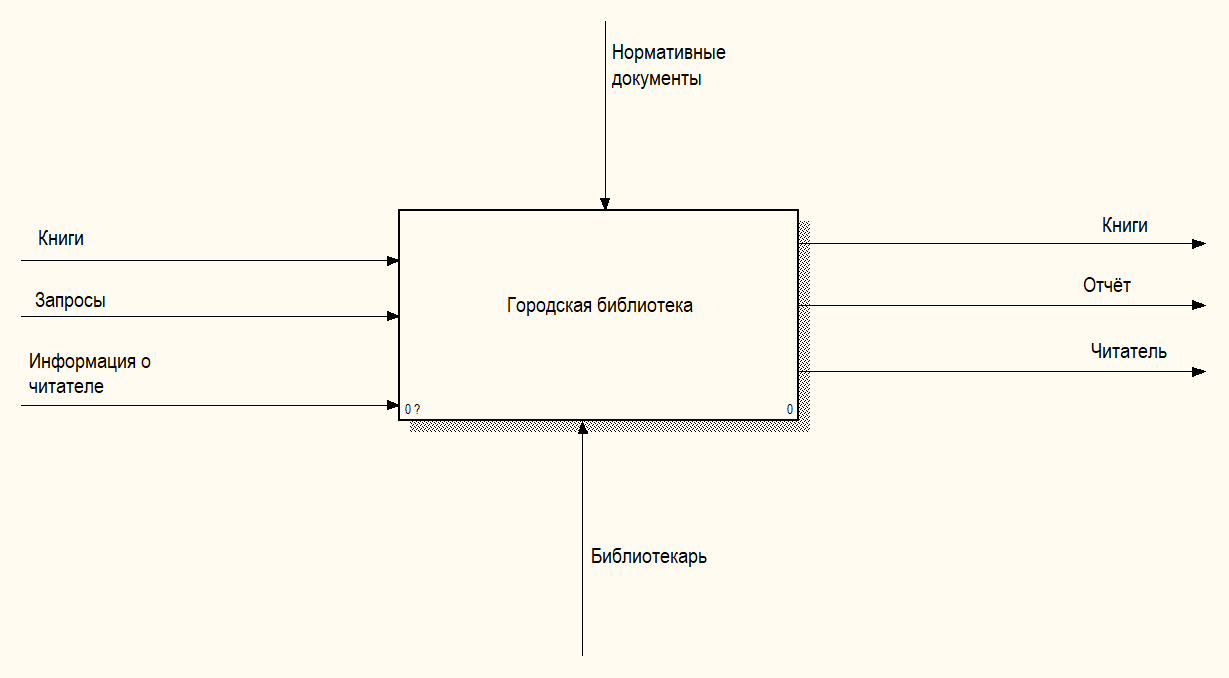 Нормативные
документы
Книги
Книги
Запросы
Отчёт
Городская библиотека
Информация о
читателе
Читатель
0 ?
0
Библиотекарь